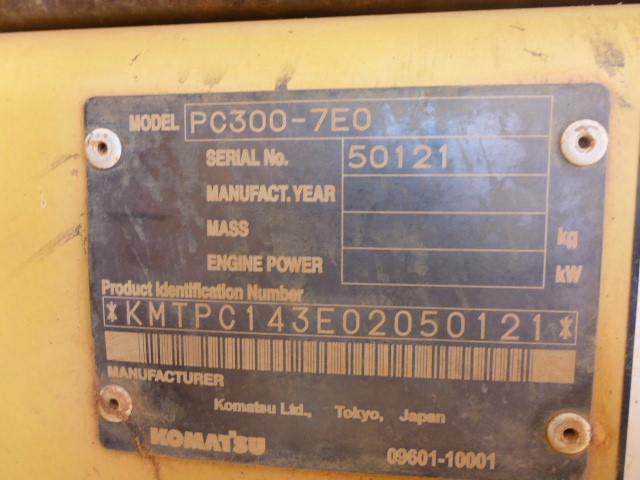 MODEL PC300-7E0
SERIAL No. 50121
MANUFACT. YEAR
MASS kg
ENGINE POWER kW
Product Identification Number
*KMTPC143E02050121*
MANUFACTURER
Komatsu Ltd., Tokyo, Japan
KOMATSU 09601-10001